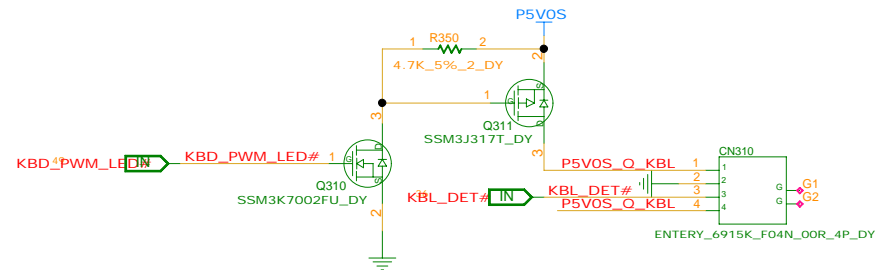 P5V0S
1 R350 2
4.7K_5%_2_DY
2
S
1 G
D
Q311
SSM3J317T_DY
3
3
D
KBD_PWM_LED# IN KBD_PWM_LED# 1 G
S
Q310
SSM3K7002FU_DY
2
CN310
P5V0S_Q_KBL 1 1
2 2
KBL_DET# IN KBL_DET# 3 3
P5V0S_Q_KBL 4 4
G G1
G G2
ENTERY_6915K_F04N_00R_4P_DY